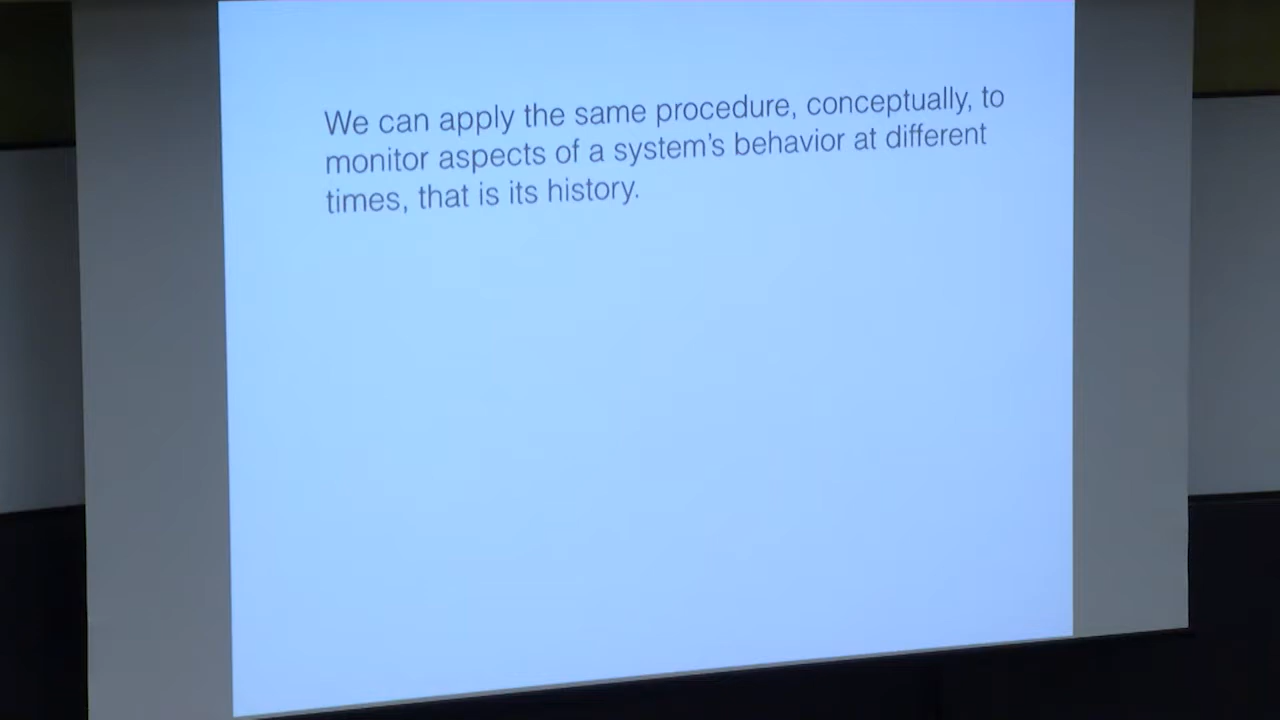 We can apply the same procedure, conceptually, to
monitor aspects of a system's behavior at different
times, that is its history.